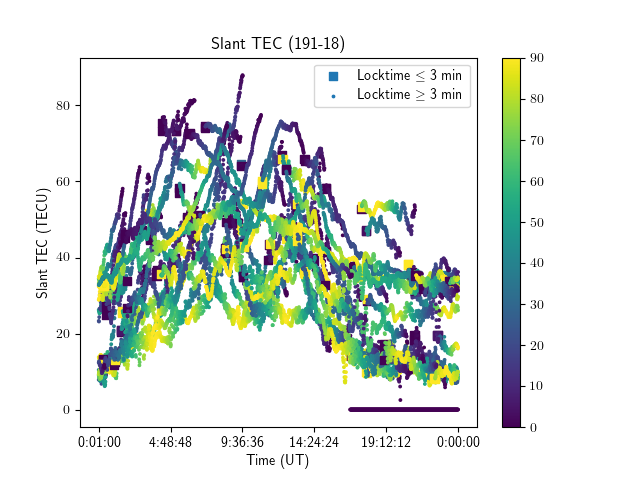 Slant TEC (191-18)
Locktime ≤ 3 min
Locktime ≥ 3 min
Slant TEC (TECU)
80
60
40
20
0
0:01:00 4:48:48 9:36:36 14:24:24 19:12:12 0:00:00
Time (UT)
90
80
70
60
50
40
30
20
10
0